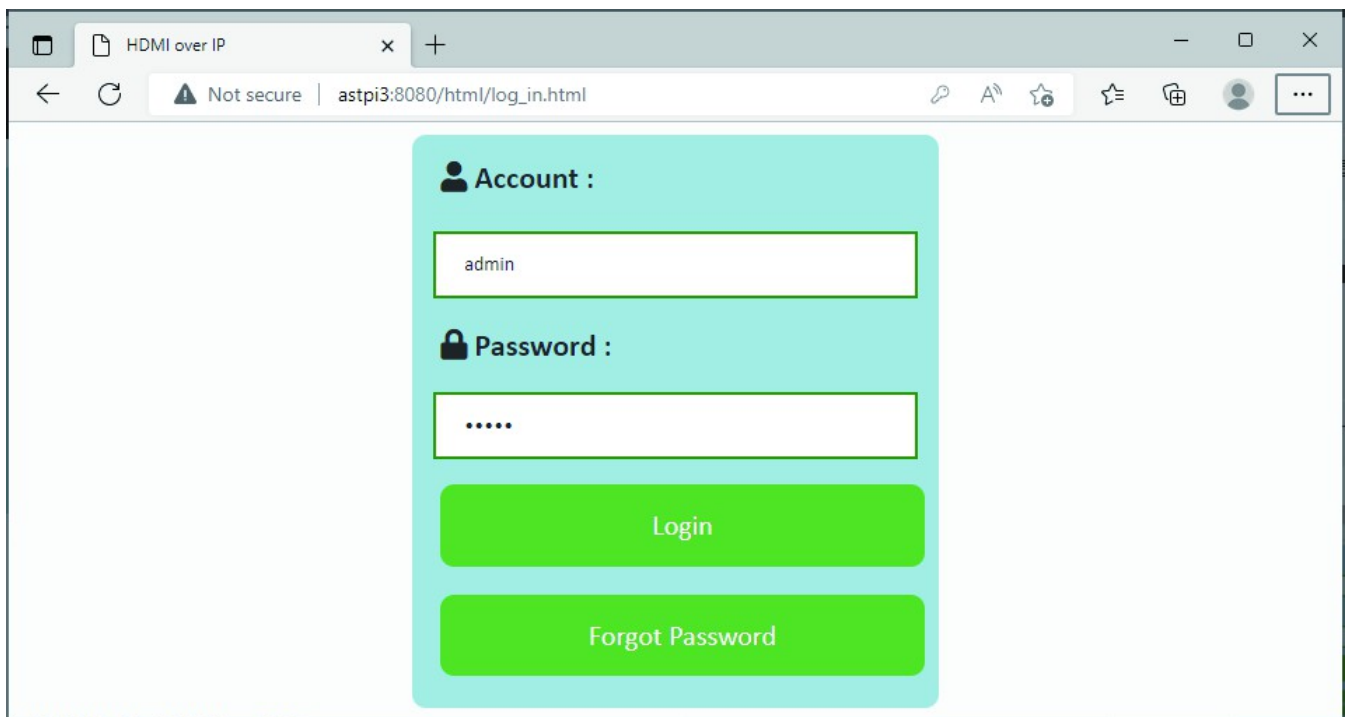 HDMI over IP
Not secure | astpi3:8080/html/log_in.html
Account :
admin
Password :
•••••
Login
Forgot Password